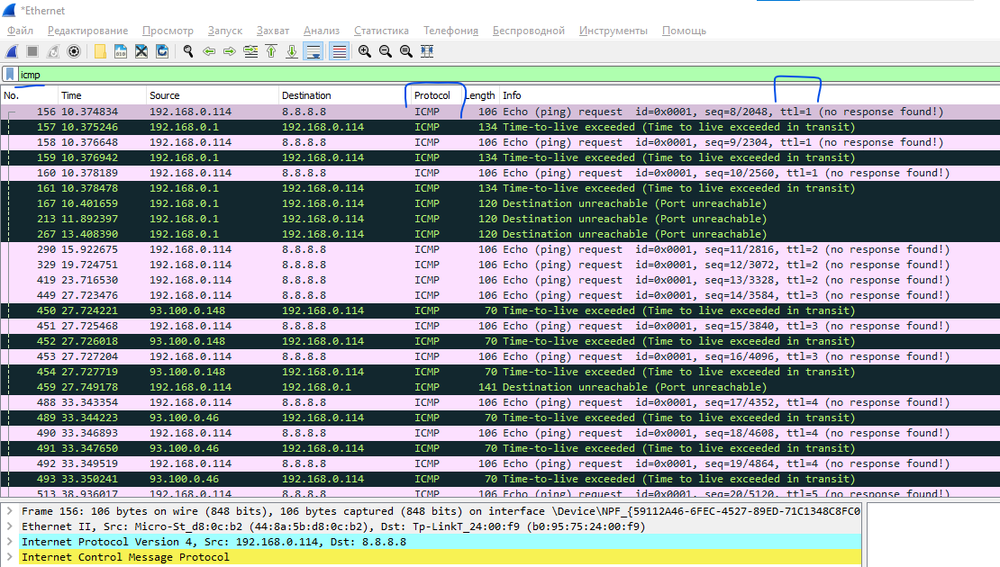 *Ethernet
Файл Редактирование Просмотр Запуск Захват Анализ Статистика Телефония Беспроводной Инструменты Помощь
icmp
No. Time Source Destination Protocol Length Info
156 10.374834 192.168.0.114 8.8.8.8 ICMP 106 Echo (ping) request id=0x0001, seq=8/2048, ttl=1 (no response found!)
157 10.375246 192.168.0.1 192.168.0.114 ICMP 134 Time-to-live exceeded (Time to live exceeded in transit)
158 10.376648 192.168.0.114 8.8.8.8 ICMP 106 Echo (ping) request id=0x0001, seq=9/2304, ttl=1 (no response found!)
159 10.376942 192.168.0.1 192.168.0.114 ICMP 134 Time-to-live exceeded (Time to live exceeded in transit)
160 10.378189 192.168.0.114 8.8.8.8 ICMP 106 Echo (ping) request id=0x0001, seq=10/2560, ttl=1 (no response found!)
161 10.378478 192.168.0.1 192.168.0.114 ICMP 134 Time-to-live exceeded (Time to live exceeded in transit)
167 10.401659 192.168.0.1 192.168.0.114 ICMP 120 Destination unreachable (Port unreachable)
213 11.892397 192.168.0.1 192.168.0.114 ICMP 120 Destination unreachable (Port unreachable)
267 13.408390 192.168.0.1 192.168.0.114 ICMP 120 Destination unreachable (Port unreachable)
290 15.922675 192.168.0.114 8.8.8.8 ICMP 106 Echo (ping) request id=0x0001, seq=11/2816, ttl=2 (no response found!)
329 19.724751 192.168.0.114 8.8.8.8 ICMP 106 Echo (ping) request id=0x0001, seq=12/3072, ttl=2 (no response found!)
419 23.716530 192.168.0.114 8.8.8.8 ICMP 106 Echo (ping) request id=0x0001, seq=13/3328, ttl=2 (no response found!)
449 27.723476 192.168.0.114 8.8.8.8 ICMP 106 Echo (ping) request id=0x0001, seq=14/3584, ttl=3 (no response found!)
450 27.724221 93.100.0.148 192.168.0.114 ICMP 70 Time-to-live exceeded (Time to live exceeded in transit)
451 27.725468 192.168.0.114 8.8.8.8 ICMP 106 Echo (ping) request id=0x0001, seq=15/3840, ttl=3 (no response found!)
452 27.726018 93.100.0.148 192.168.0.114 ICMP 70 Time-to-live exceeded (Time to live exceeded in transit)
453 27.727204 192.168.0.114 8.8.8.8 ICMP 106 Echo (ping) request id=0x0001, seq=16/4096, ttl=3 (no response found!)
454 27.727719 93.100.0.148 192.168.0.114 ICMP 70 Time-to-live exceeded (Time to live exceeded in transit)
459 27.749178 192.168.0.114 192.168.0.1 ICMP 141 Destination unreachable (Port unreachable)
488 33.343354 192.168.0.114 8.8.8.8 ICMP 106 Echo (ping) request id=0x0001, seq=17/4352, ttl=4 (no response found!)
489 33.344223 93.100.0.46 192.168.0.114 ICMP 70 Time-to-live exceeded (Time to live exceeded in transit)
490 33.346893 192.168.0.114 8.8.8.8 ICMP 106 Echo (ping) request id=0x0001, seq=18/4608, ttl=4 (no response found!)
491 33.347650 93.100.0.46 192.168.0.114 ICMP 70 Time-to-live exceeded (Time to live exceeded in transit)
492 33.349519 192.168.0.114 8.8.8.8 ICMP 106 Echo (ping) request id=0x0001, seq=19/4864, ttl=4 (no response found!)
493 33.350241 93.100.0.46 192.168.0.114 ICMP 70 Time-to-live exceeded (Time to live exceeded in transit)
513 38.936017 192.168.0.114 8.8.8.8 ICMP 106 Echo (ping) request id=0x0001, seq=20/5120, ttl=5 (no response found!)
Frame 156: 106 bytes on wire (848 bits), 106 bytes captured (848 bits) on interface \Device\NPF_{59112A46-6FEC-4527-89ED-71C1348C8FC0
Ethernet II, Src: Micro-St_d8:0c:b2 (44:8a:5b:d8:0c:b2), Dst: Tp-LinkT_24:00:f9 (b0:95:75:24:00:f9)
Internet Protocol Version 4, Src: 192.168.0.114, Dst: 8.8.8.8
Internet Control Message Protocol